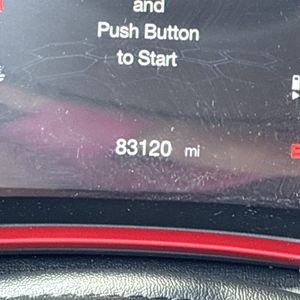 and
Push Button
to Start
83120 mi